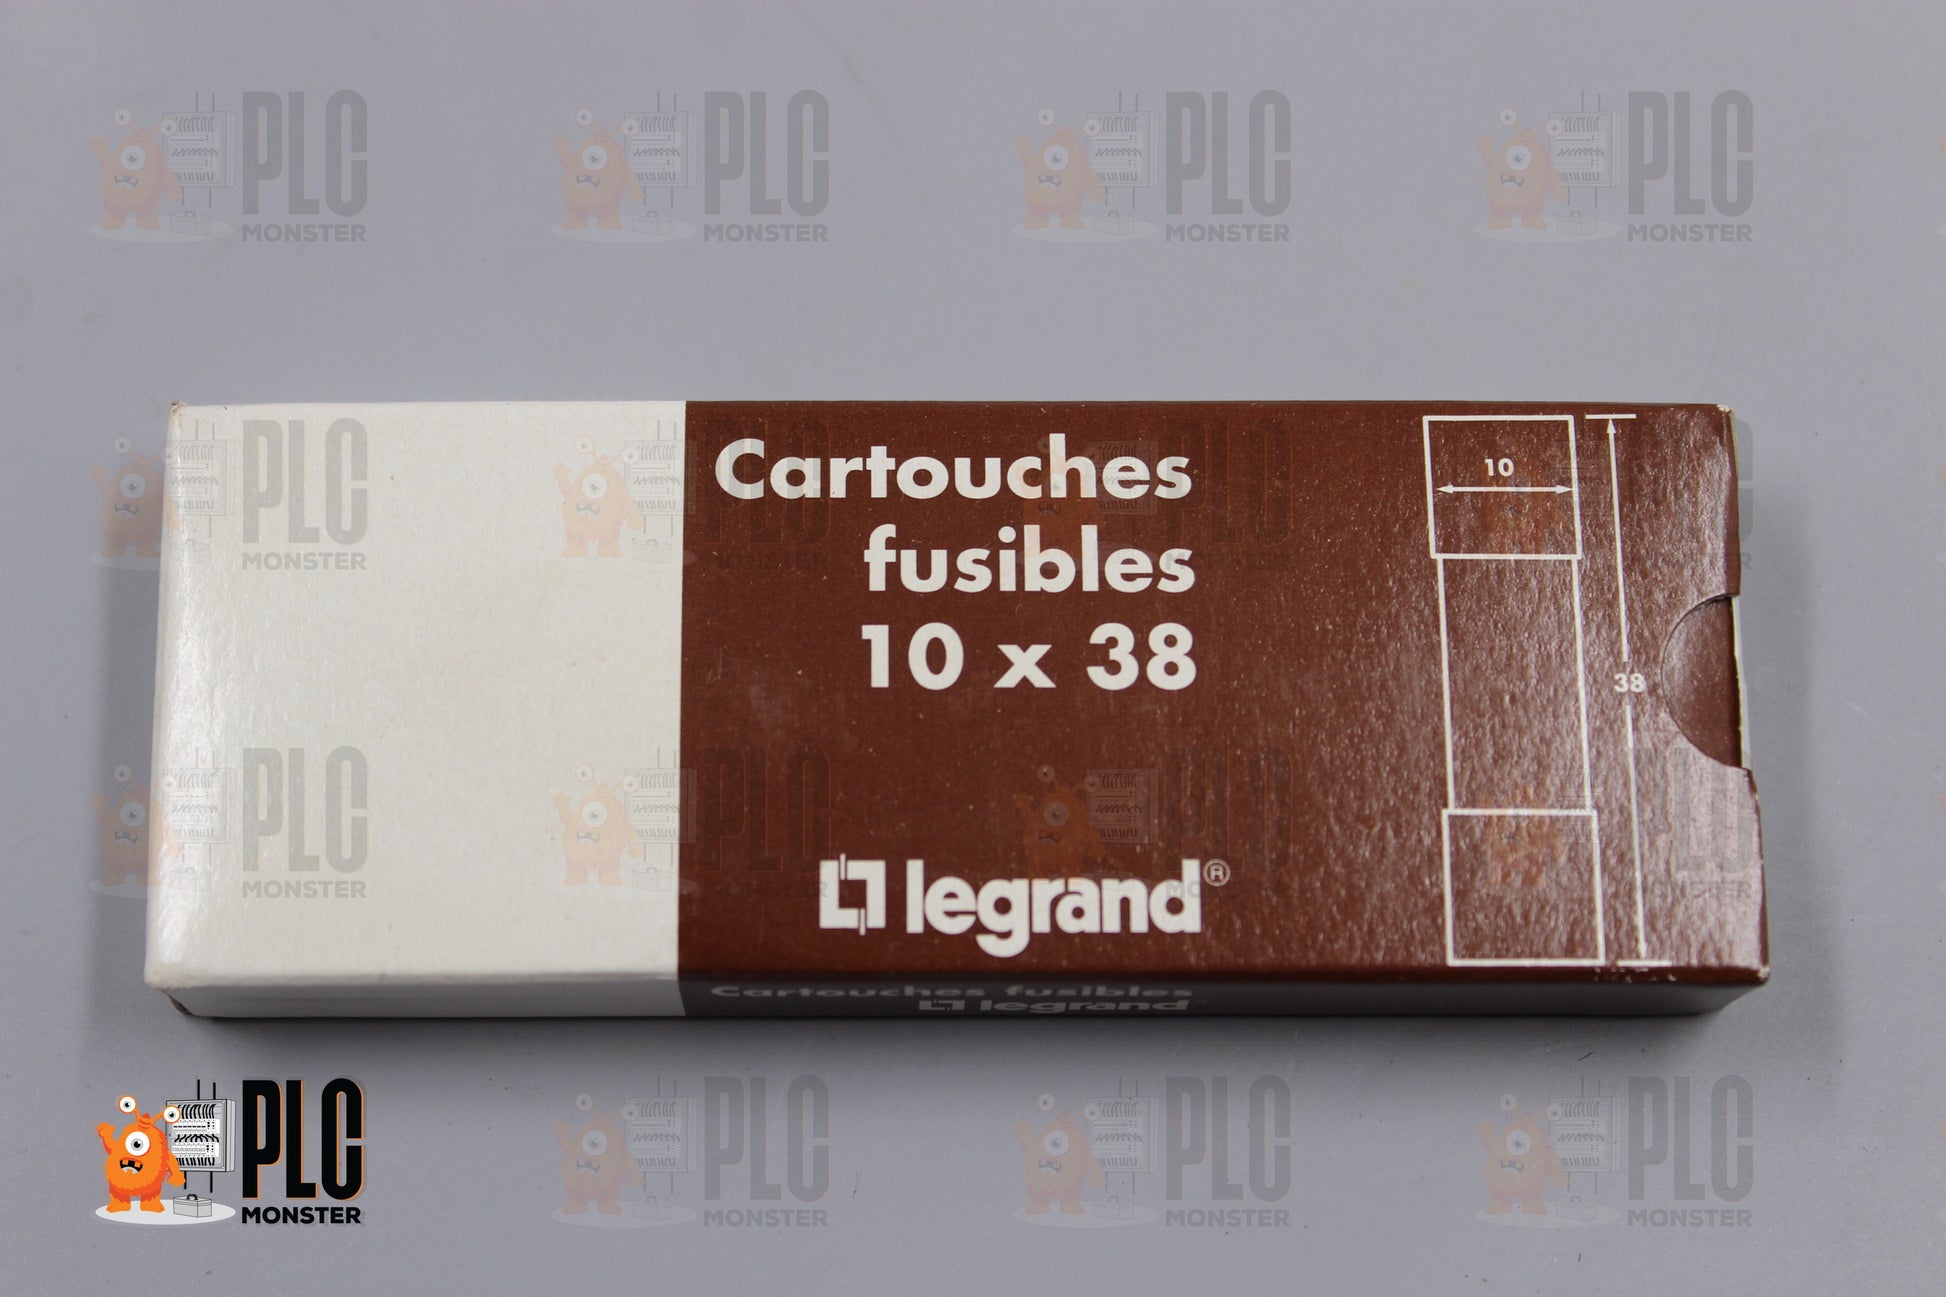 Cartouches
fusibles
10 x 38
10
38
legrand®
Cartouches fusibles
legrand
PLC
MONSTER